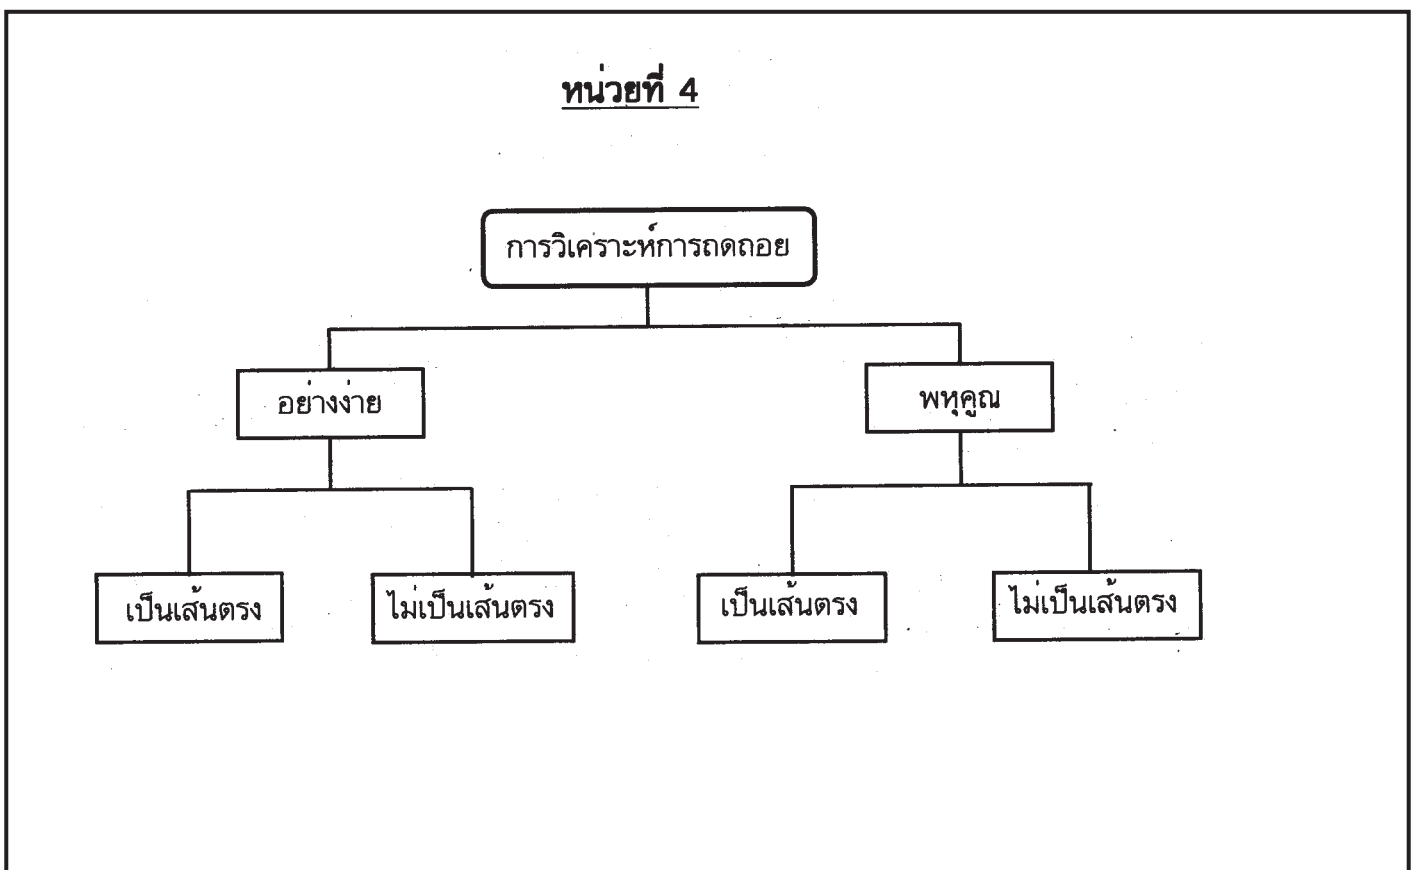 หน่วยที่ 4
การวิเคราะห์การถดถอย
อย่างง่าย
พหุคูณ
เป็นเส้นตรง
ไม่เป็นเส้นตรง
เป็นเส้นตรง
ไม่เป็นเส้นตรง